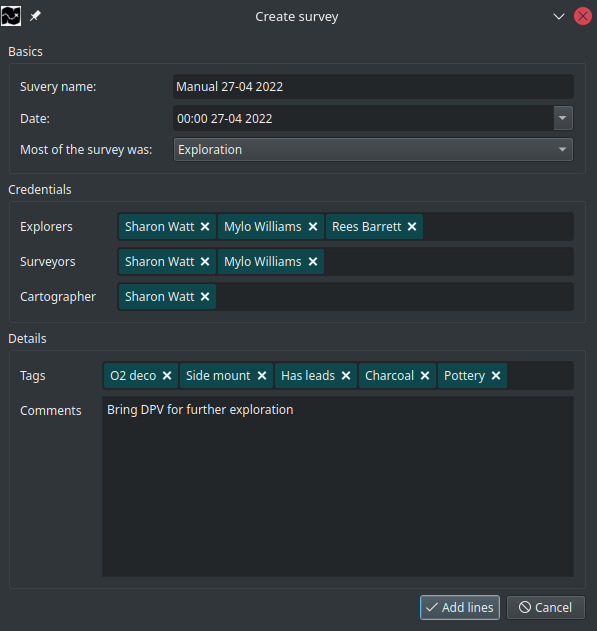 Create survey
Basics
Suvery name: Manual 27-04 2022
Date: 00:00 27-04 2022
Most of the survey was: Exploration
Credentials
Explorers Sharon Watt Mylo Williams Rees Barrett
Surveyors Sharon Watt Mylo Williams
Cartographer Sharon Watt
Details
Tags O2 deco Side mount Has leads Charcoal Pottery
Comments Bring DPV for further exploration
Add lines Cancel